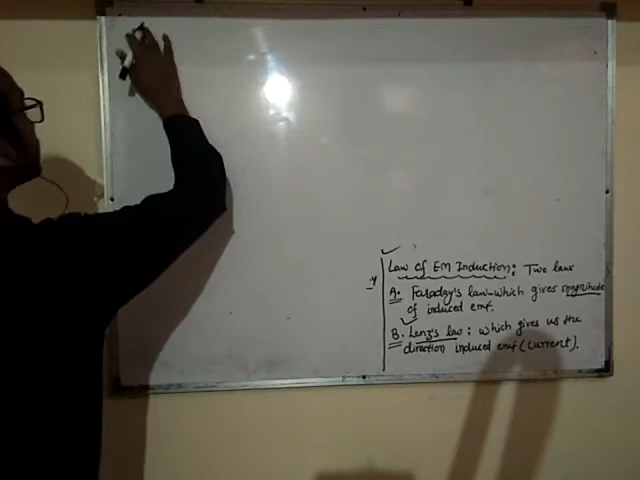 Law of EM Induction: Two law
A. Faraday's law - which gives magnitude
of induced emf.
B. Lenz's law: which gives us the
direction induced emf (current).